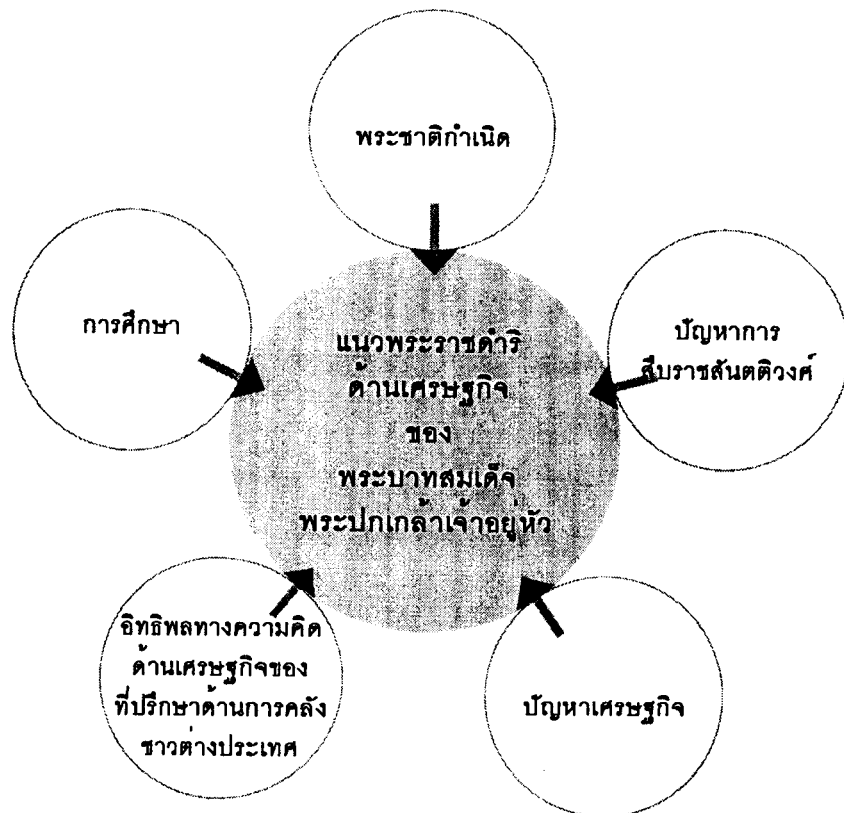 พระชาติกำเนิด
การศึกษา
ปัญหาการ
สืบราชสันตติวงศ์
แนวพระราชดำริ
ด้านเศรษฐกิจ
ของ
พระบาทสมเด็จ
พระปกเกล้าเจ้าอยู่หัว
อิทธิพลทางความคิด
ด้านเศรษฐกิจของ
ที่ปรึกษาด้านการคลัง
ชาวต่างประเทศ
ปัญหาเศรษฐกิจ